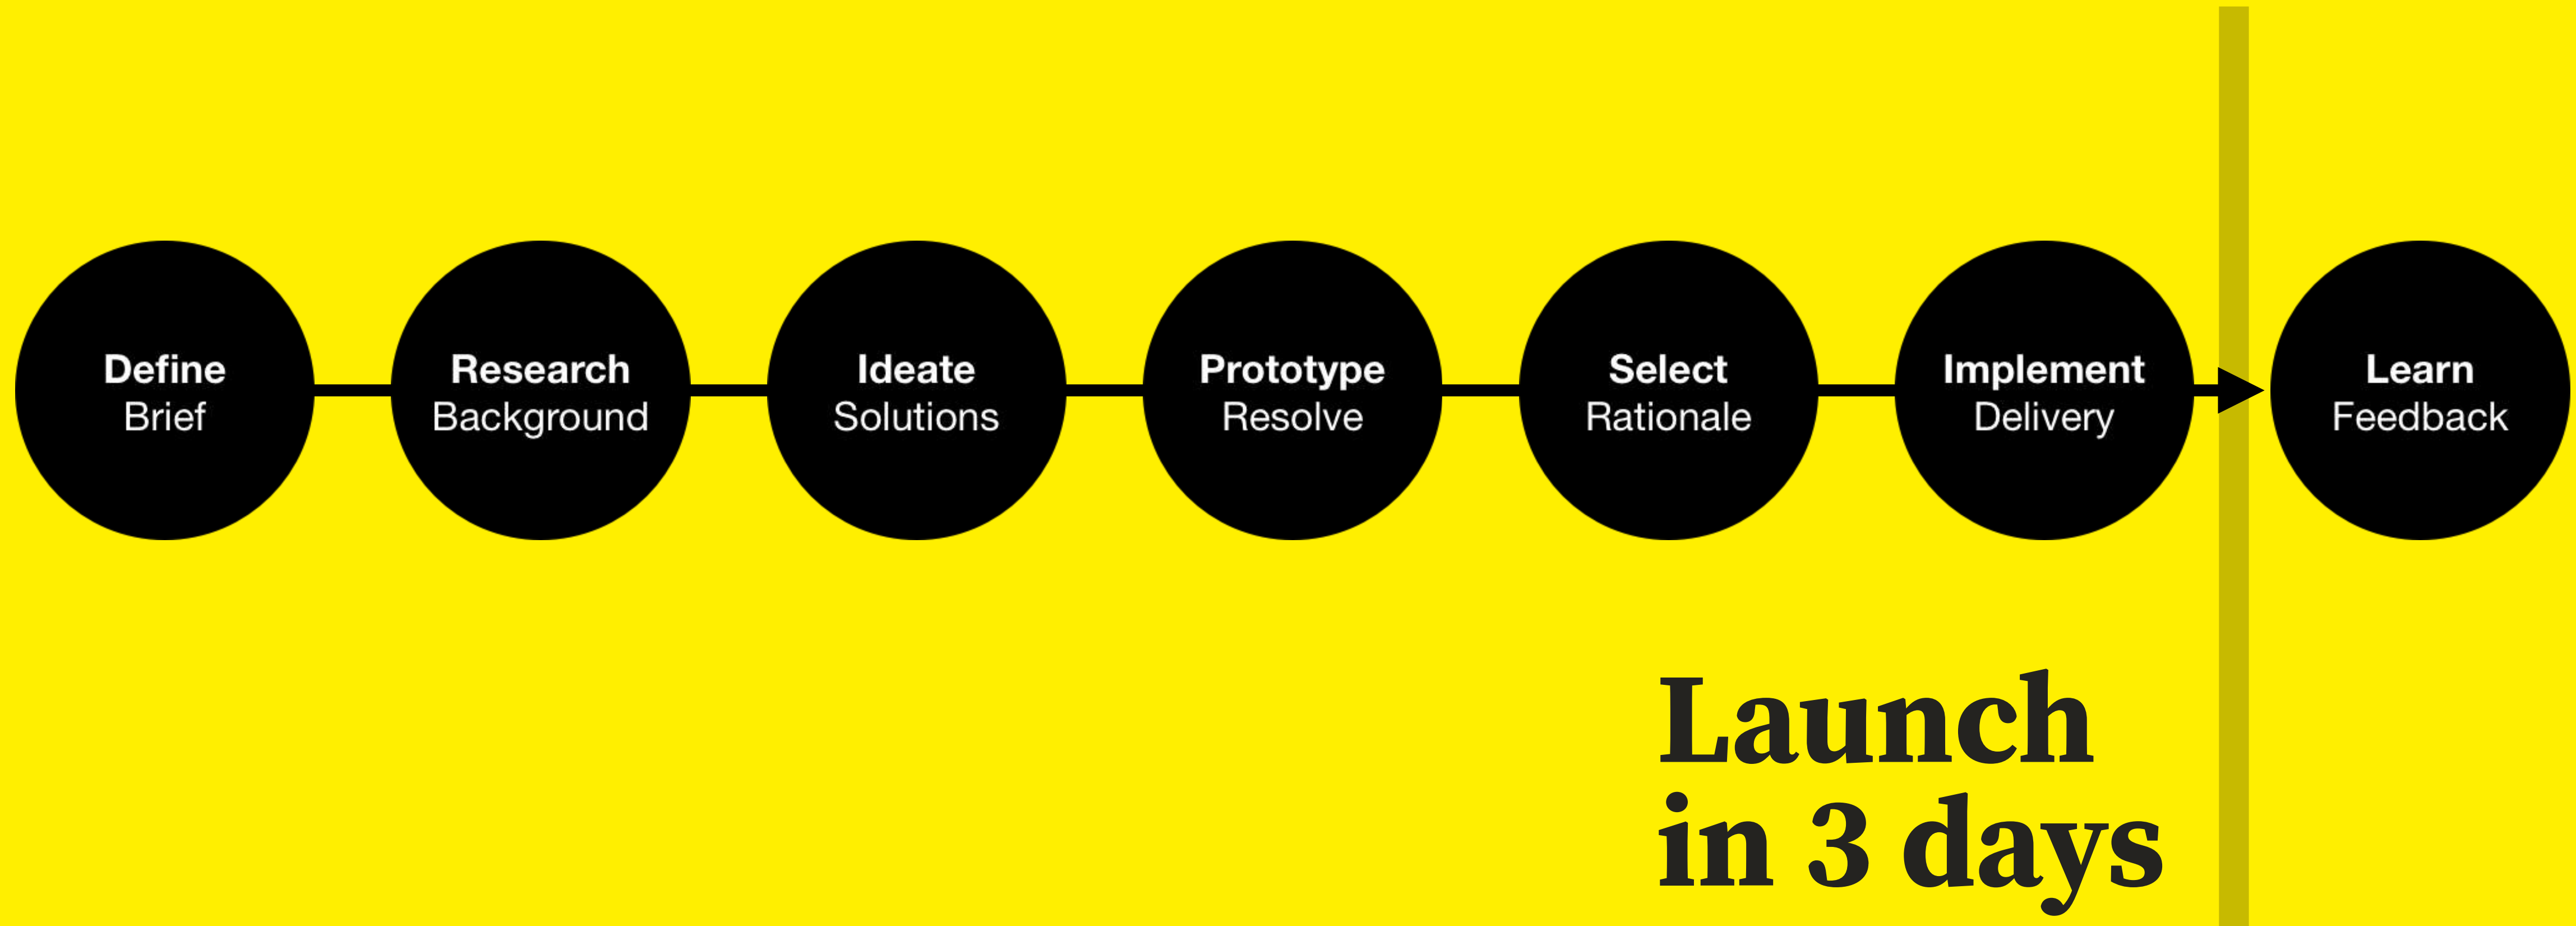 Define
Brief
Research
Background
Ideate
Solutions
Prototype
Resolve
Select
Rationale
Implement
Delivery
Learn
Feedback
Launch
in 3 days